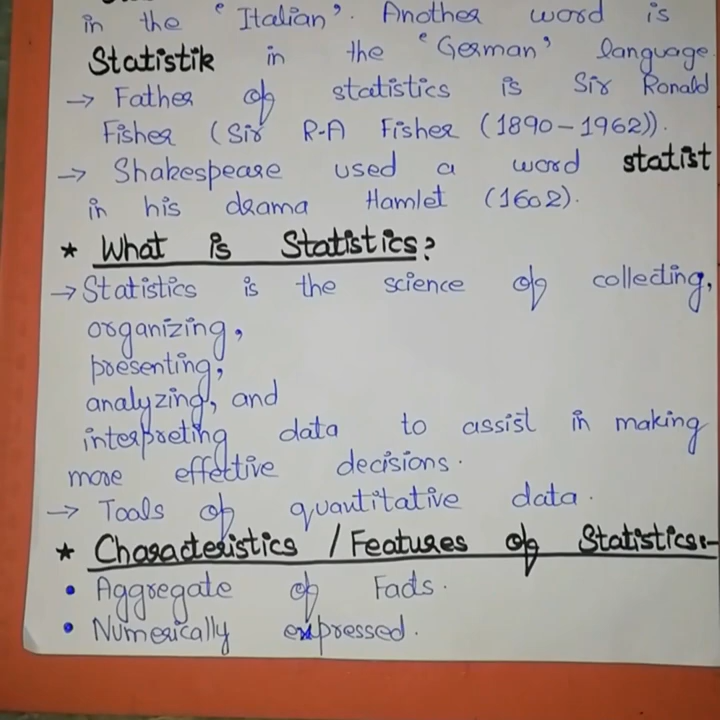 in the "Italian". Another word is
Statistik in the "German" language.
→ Father of statistics is Sir Ronald
Fisher (Sir R-A Fisher (1890-1962)).
→ Shakespeare used a word statist
in his drama Hamlet (1602).
* What is Statistics?
→ Statistics is the science of collecting,
organizing,
presenting,
analyzing, and
interpreting data to assist in making
more effective decisions.
→ Tools of quantitative data.
* Characteristics / Features of Statistics:-
• Aggregate of Facts.
• Numerically expressed.